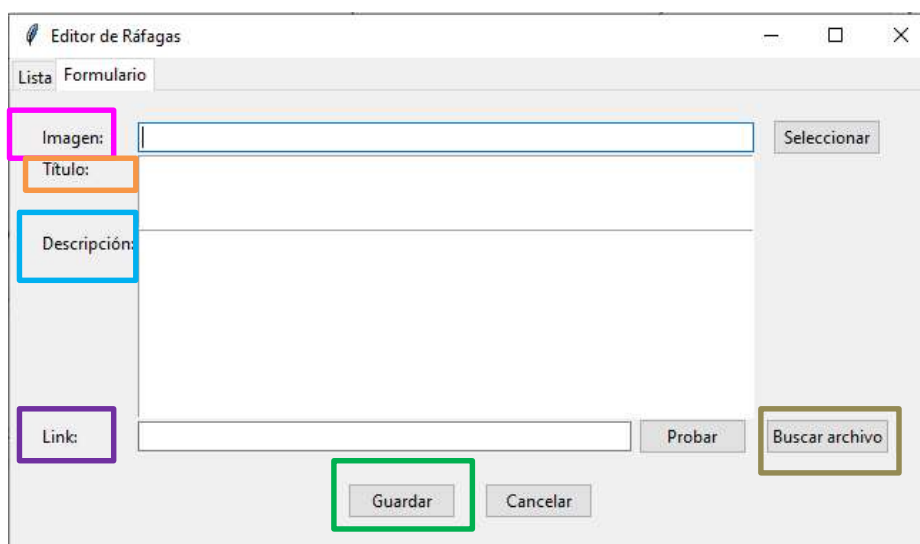 Editor de Ráfagas
Lista Formulario
Imagen: Seleccionar
Título:
Descripción:
Link: Probar Buscar archivo
Guardar Cancelar